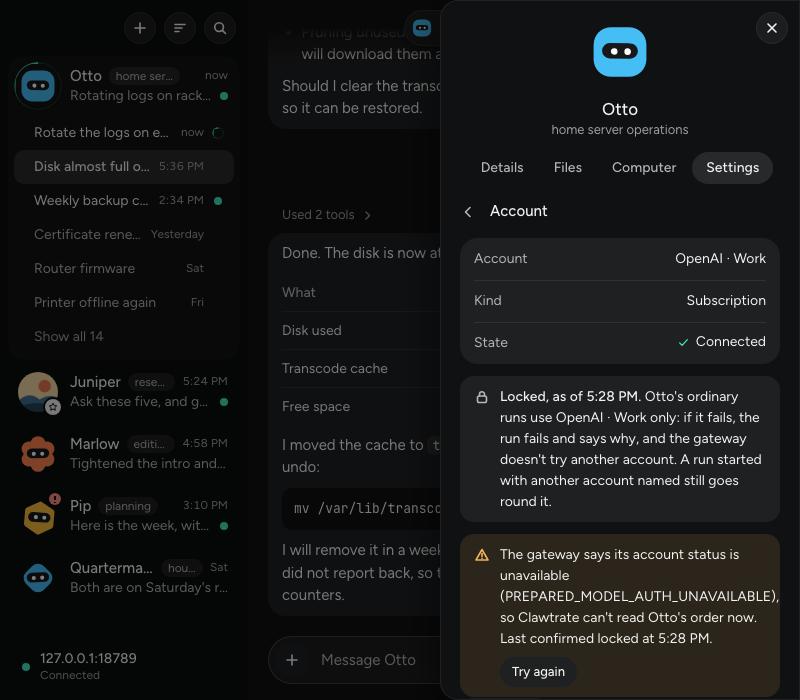 Otto
home ser...
now
Rotating logs on rack...
Rotate the logs on e...
now
Disk almost full o...
5:36 PM
Weekly backup c...
2:34 PM
Certificate rene...
Yesterday
Router firmware
Sat
Printer offline again
Fri
Show all 14
Juniper
rese...
5:24 PM
Ask these five, and g...
Marlow
editi...
4:58 PM
Tightened the intro and...
Pip
planning
3:10 PM
Here is the week, wit...
Quarterma...
hou...
Sat
Both are on Saturday's r...
127.0.0.1:18789
Connected
will download them a
Should I clear the transc
so it can be restored.
Used 2 tools
Done. The disk is now at
What
Disk used
Transcode cache
Free space
I moved the cache to
undo:
mv /var/lib/transco
I will remove it in a week
did not report back, so t
counters.
Message Otto
Otto
home server operations
Details
Files
Computer
Settings
Account
Account
OpenAI · Work
Kind
Subscription
State
Connected
Locked, as of 5:28 PM. Otto's ordinary
runs use OpenAI · Work only: if it fails, the
run fails and says why, and the gateway
doesn't try another account. A run started
with another account named still goes
round it.
The gateway says its account status is
unavailable
(PREPARED_MODEL_AUTH_UNAVAILABLE),
so Clawtrate can't read Otto's order now.
Last confirmed locked at 5:28 PM.
Try again